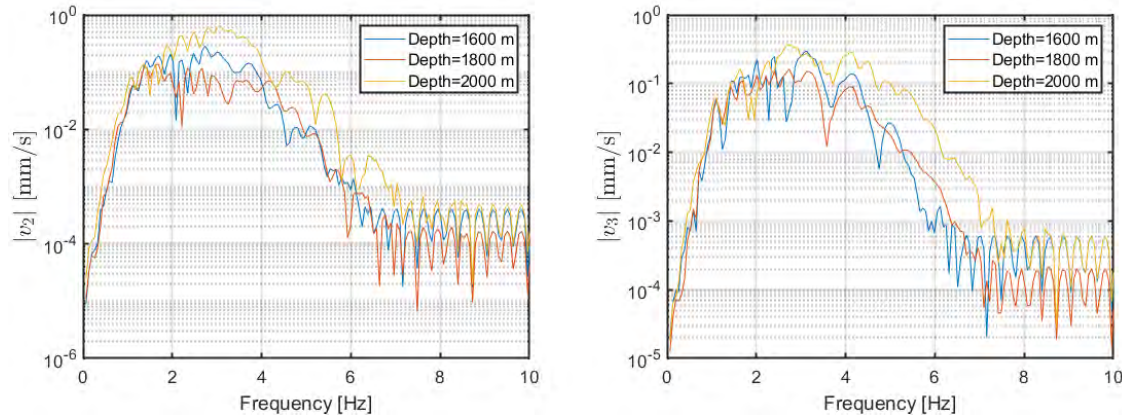 10^0
10^-2
10^-4
10^-6
|v_2| [mm/s]
0 2 4 6 8 10
Frequency [Hz]
Depth=1600 m
Depth=1800 m
Depth=2000 m
10^0
10^-1
10^-2
10^-3
10^-4
10^-5
|v_3| [mm/s]
0 2 4 6 8 10
Frequency [Hz]
Depth=1600 m
Depth=1800 m
Depth=2000 m